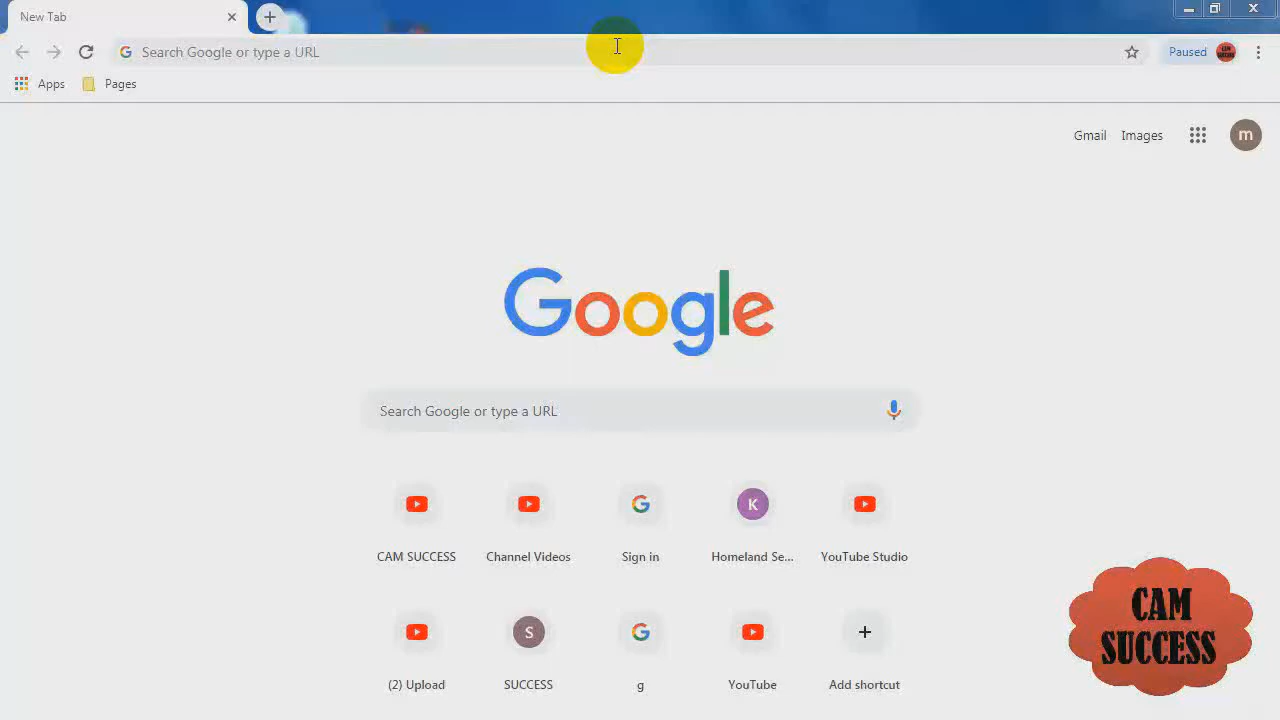 New Tab
Search Google or type a URL
Paused
Apps
Pages
Gmail
Images
m
Google
Search Google or type a URL
K
CAM SUCCESS
Channel Videos
Sign in
Homeland Se...
YouTube Studio
S
(2) Upload
SUCCESS
g
YouTube
Add shortcut
CAM
SUCCESS